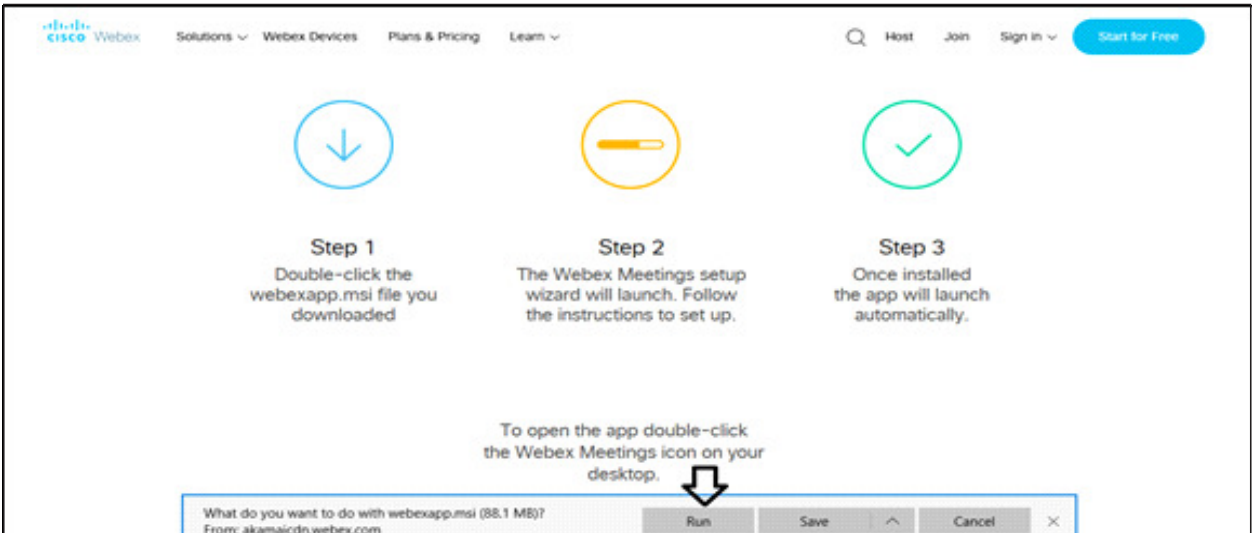 cisco Webex Solutions Webex Devices Plans & Pricing Learn Host Join Sign in Start for Free
Step 1
Double-click the
webexapp.msi file you
downloaded
Step 2
The Webex Meetings setup
wizard will launch. Follow
the instructions to set up.
Step 3
Once installed
the app will launch
automatically.
To open the app double-click
the Webex Meetings icon on your
desktop.
What do you want to do with webexapp.msi (88.1 MB)?
From: akamaicdn.webex.com
Run Save Cancel